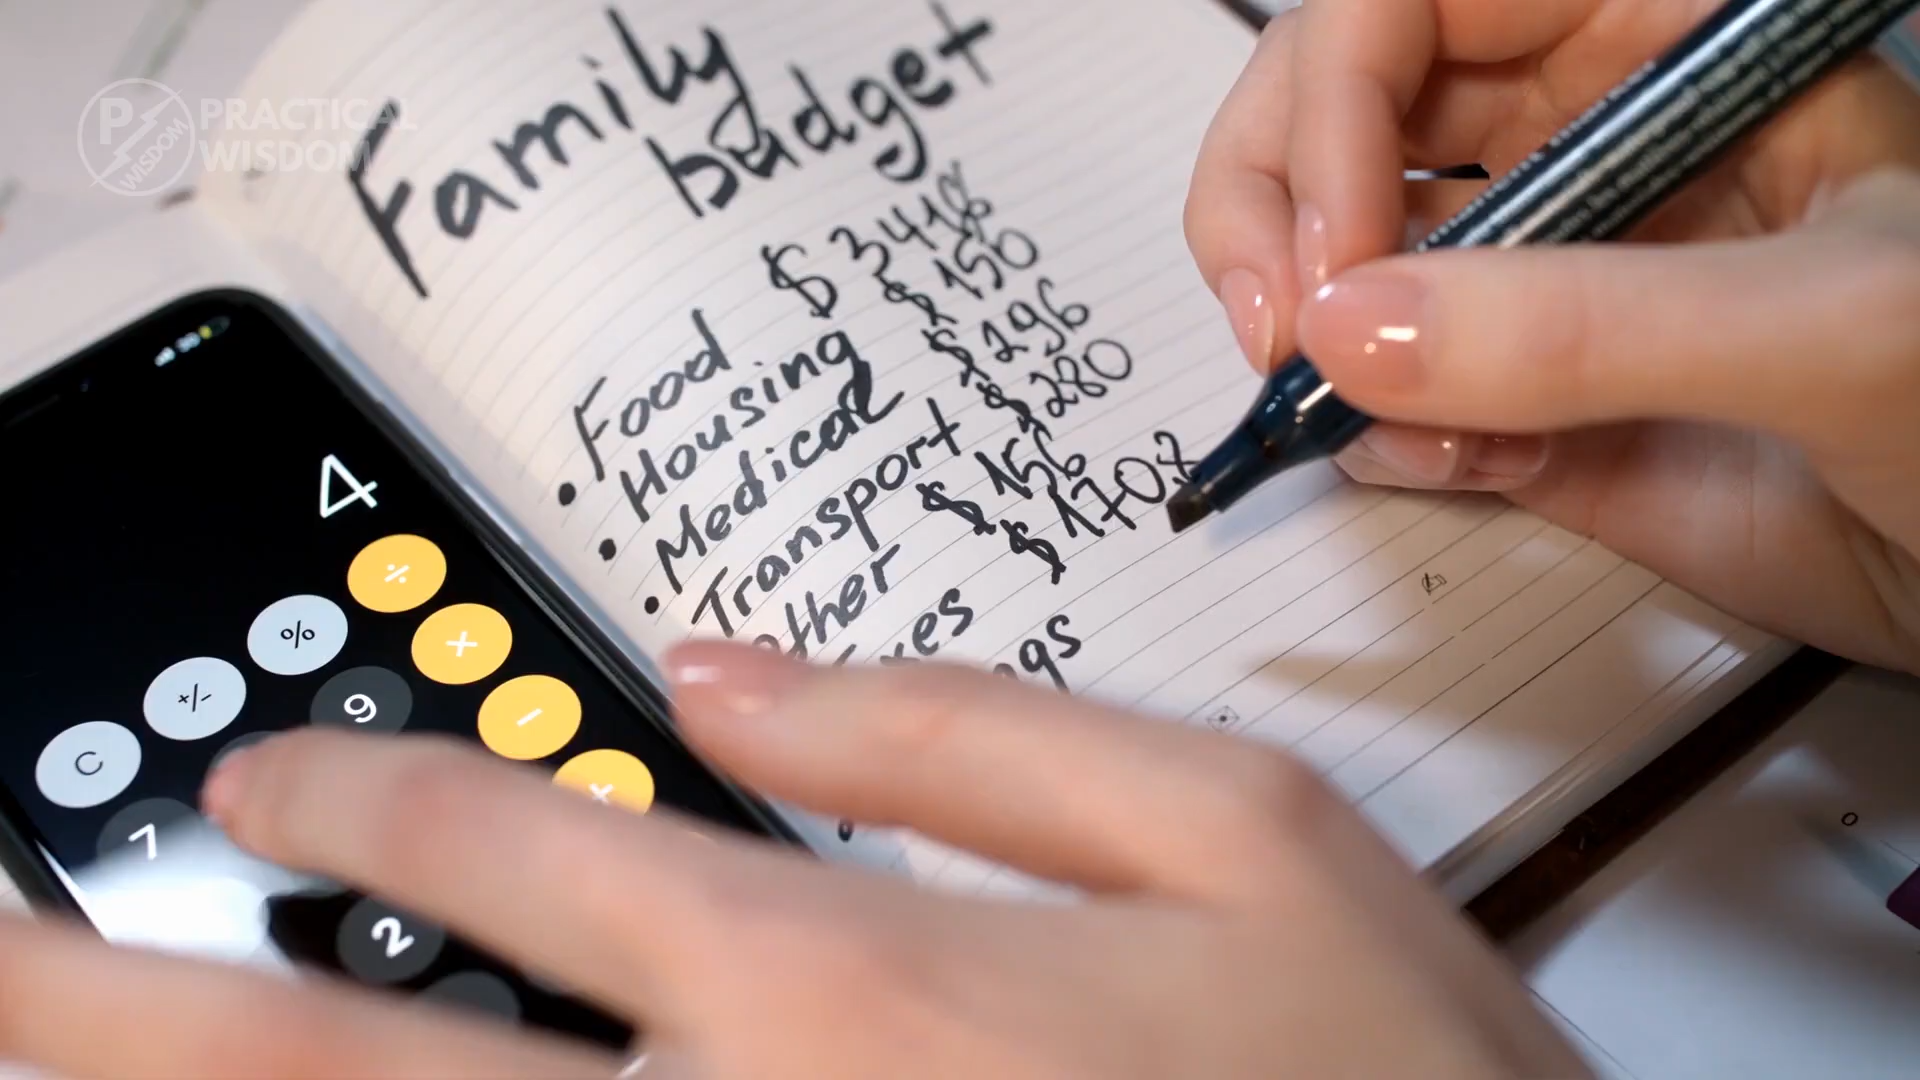 P
WISDOM
PRACTICAL
WISDOM
Family
budget
Food $ 3418
• Housing $ 150
• Medical $ 296
• Transport $ 280
other $ 156
$ 1708
4
÷
% ×
+/- 9 −
C +
7
2